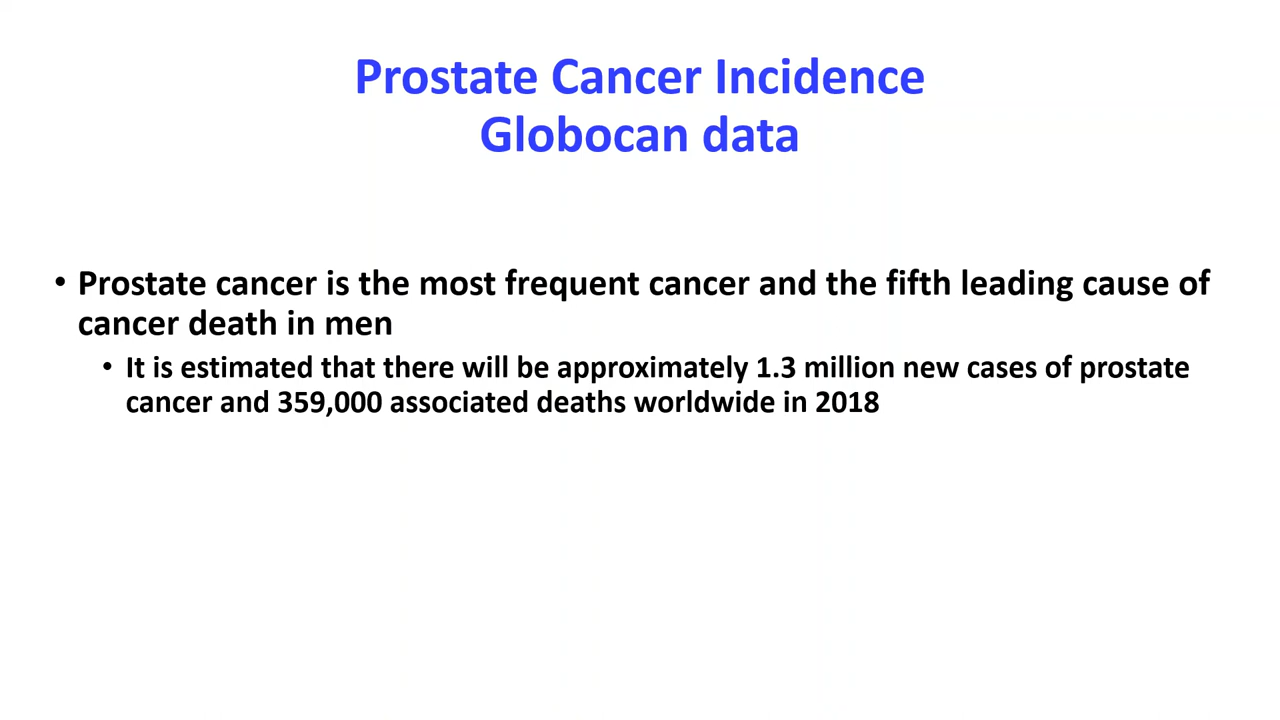 Prostate Cancer Incidence
Globocan data
• Prostate cancer is the most frequent cancer and the fifth leading cause of
cancer death in men
• It is estimated that there will be approximately 1.3 million new cases of prostate
cancer and 359,000 associated deaths worldwide in 2018